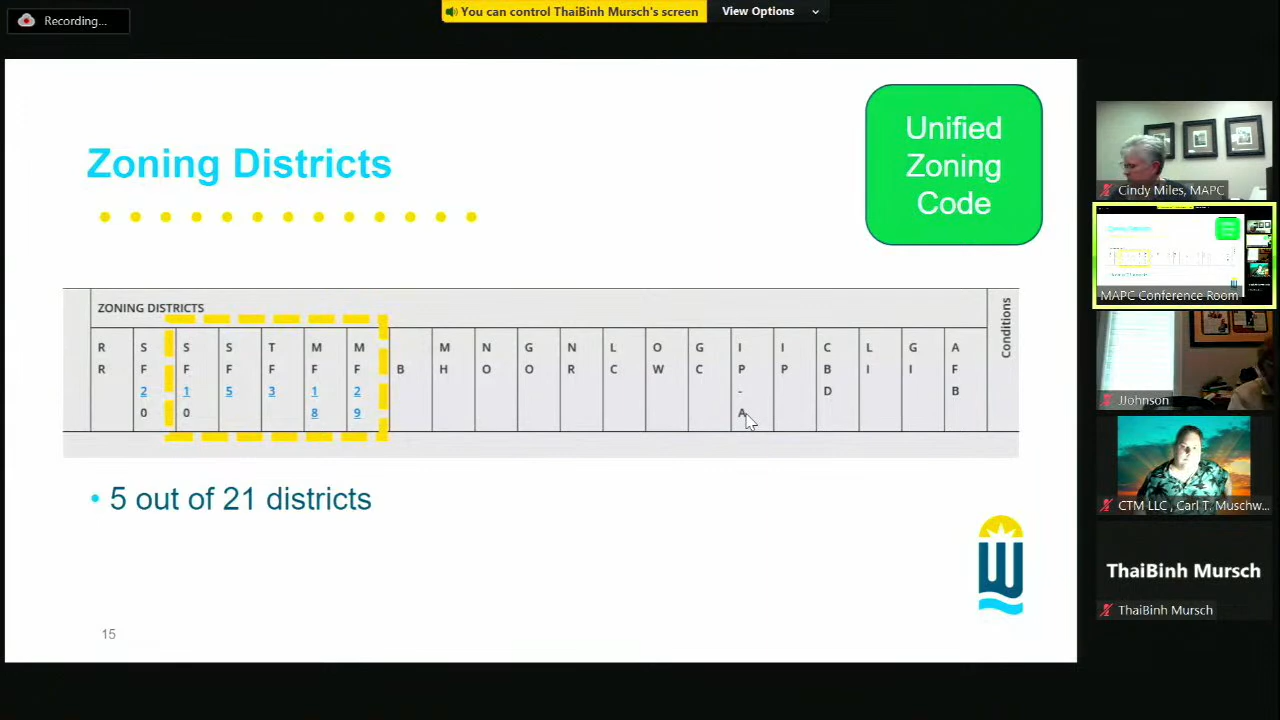 Recording...
You can control ThaiBinh Mursch's screen
View Options
Unified
Zoning
Code
Zoning Districts
ZONING DISTRICTS
Conditions
R S S S T M M B M N G N L O G I I C L G A
R F F F F F F H O O R C W C P P B I I F
2 1 5 3 1 2 - D B
0 0 8 9 A
• 5 out of 21 districts
15
Cindy Miles, MAPC
MAPC Conference Room
JJohnson
CTM LLC , Carl T. Muschw...
ThaiBinh Mursch
ThaiBinh Mursch